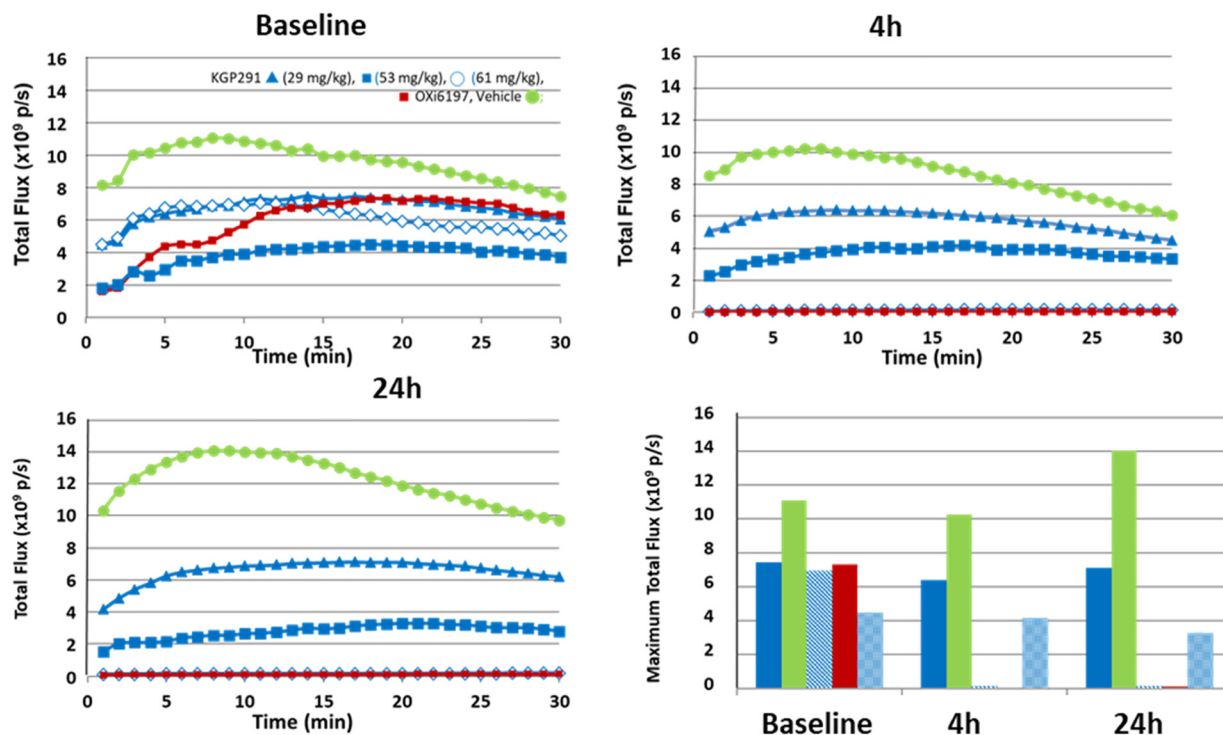 Baseline
16
14
12
10
8
6
4
2
0
Total Flux (x10⁹ p/s)
KGP291 (29 mg/kg), (53 mg/kg), (61 mg/kg),
OXi6197, Vehicle ;
0 5 10 15 20 25 30
Time (min)
4h
16
14
12
10
8
6
4
2
0
Total Flux (x10⁹ p/s)
0 5 10 15 20 25 30
Time (min)
24h
16
14
12
10
8
6
4
2
0
Total Flux (x10⁹ p/s)
0 5 10 15 20 25 30
Time (min)
16
14
12
10
8
6
4
2
0
Maximum Total Flux (x10⁹ p/s)
Baseline 4h 24h